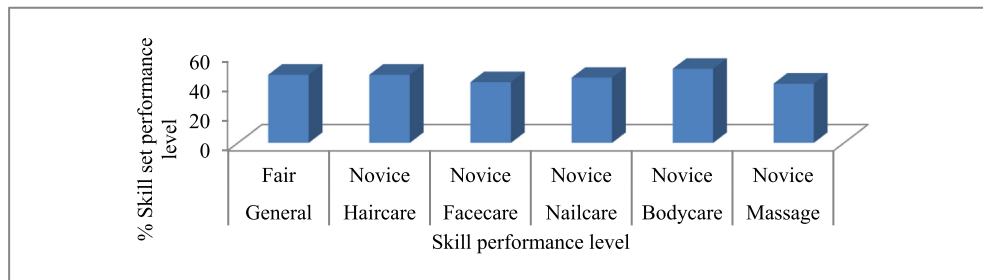 % Skill set performance
level
60
40
20
0
Fair Novice Novice Novice Novice Novice
General Haircare Facecare Nailcare Bodycare Massage
Skill performance level